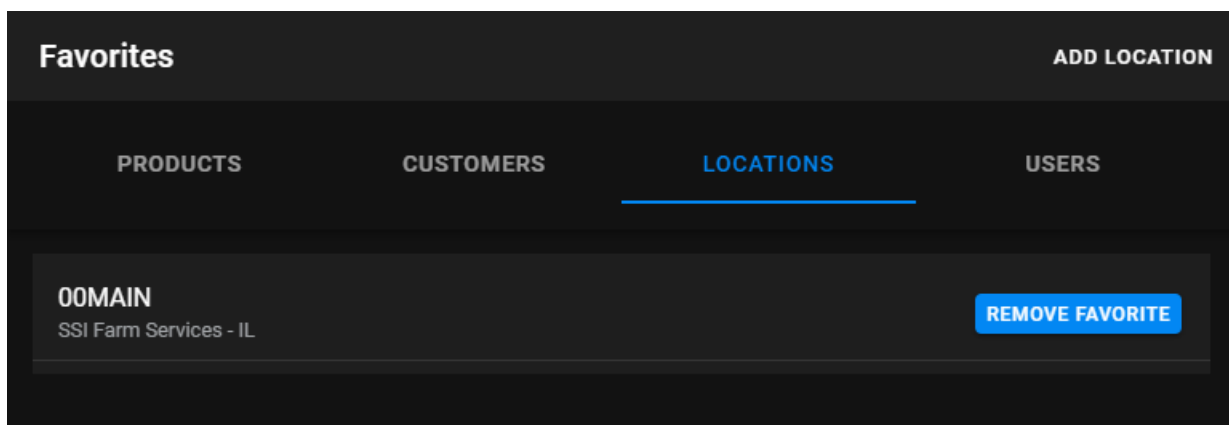 Favorites
ADD LOCATION
PRODUCTS
CUSTOMERS
LOCATIONS
USERS
00MAIN
SSI Farm Services - IL
REMOVE FAVORITE